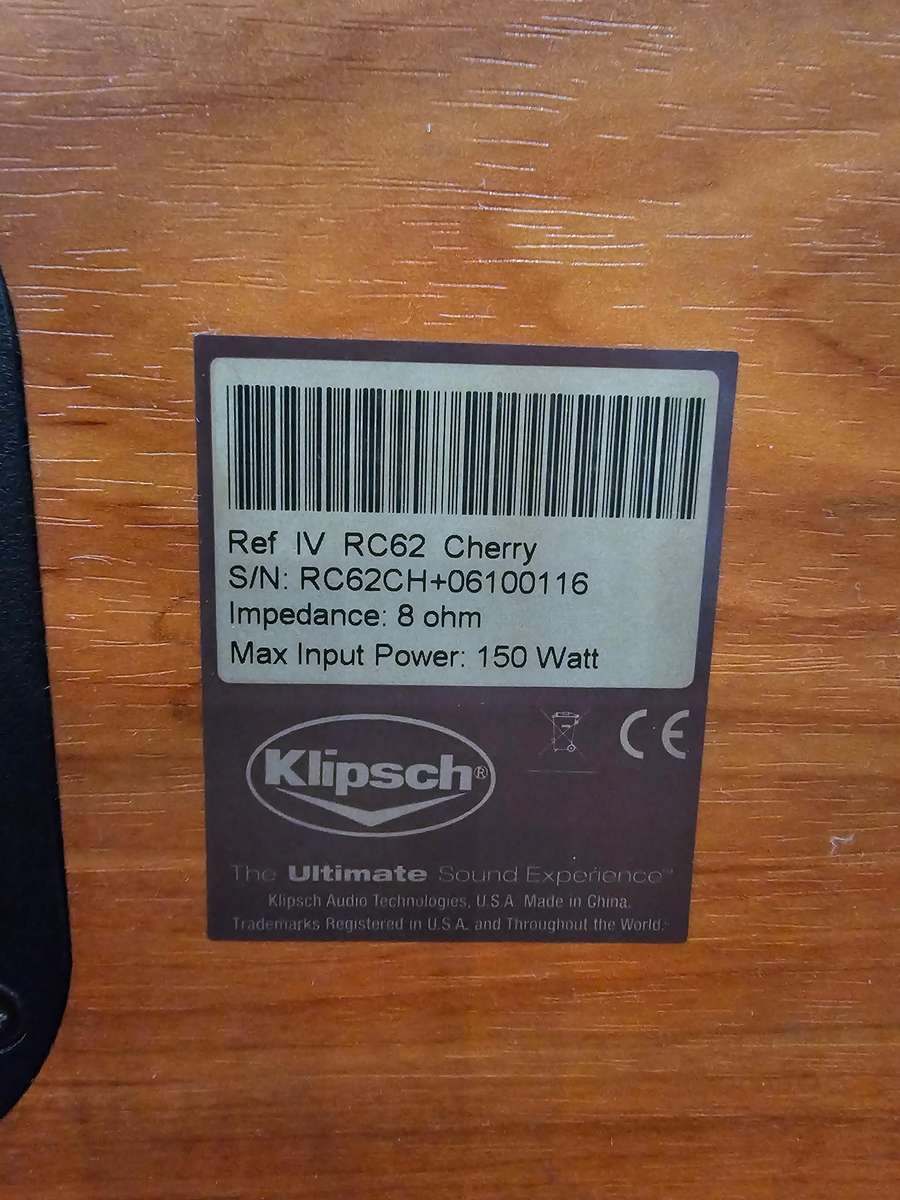 Ref IV RC62 Cherry
S/N: RC62CH+06100116
Impedance: 8 ohm
Max Input Power: 150 Watt
CE
Klipsch®
The Ultimate Sound Experience™
Klipsch Audio Technologies, U.S.A. Made in China.
Trademarks Registered in U.S.A. and Throughout the World.